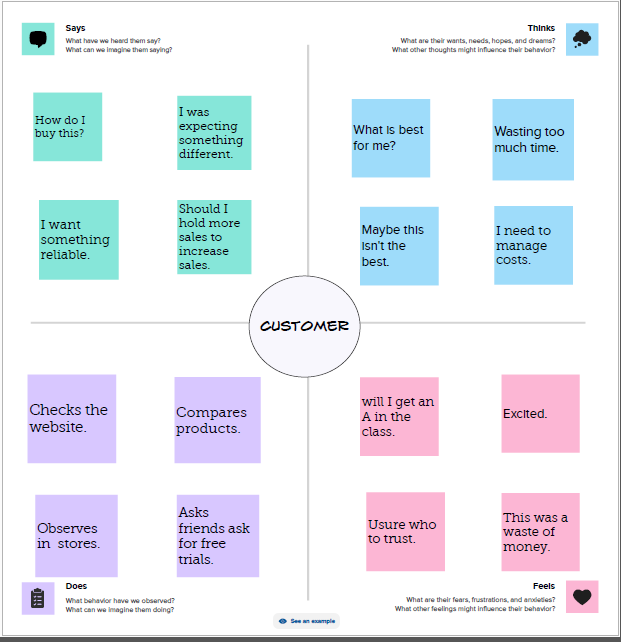 Says
What have we heard them say?
What can we imagine them saying?
Thinks
What are their wants, needs, hopes, and dreams?
What other thoughts might influence their behavior?
How do I
buy this?
I was
expecting
something
different.
I want
something
reliable.
Should I
hold more
sales to
increase
sales.
What is best
for me?
Wasting too
much time.
Maybe this
isn't the
best.
I need to
manage
costs.
CUSTOMER
Checks the
website.
Compares
products.
Observes
in stores.
Asks
friends ask
for free
trials.
will I get an
A in the
class.
Excited.
Usure who
to trust.
This was a
waste of
money.
Does
What behavior have we observed?
What can we imagine them doing?
Feels
What are their fears, frustrations, and anxieties?
What other feelings might influence their behavior?
See an example